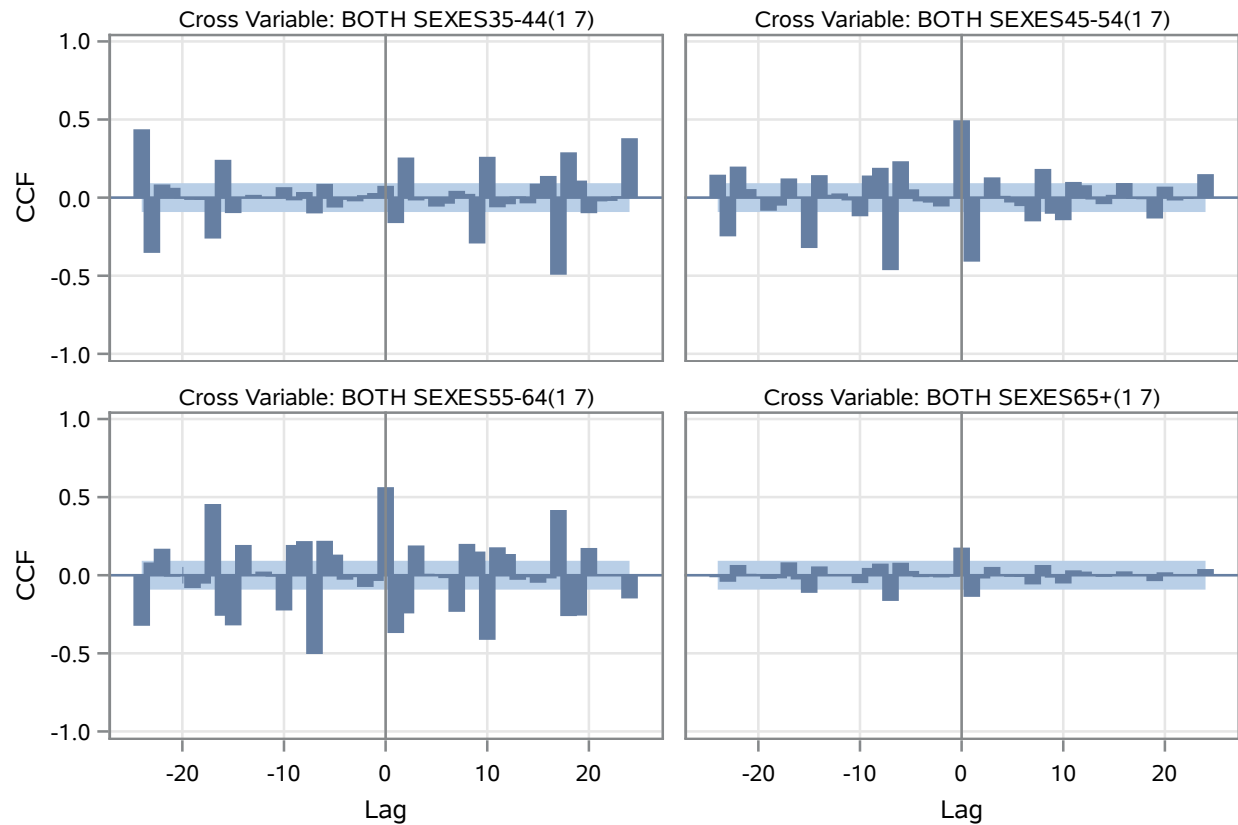 Cross Variable: BOTH SEXES35-44(1 7)
Cross Variable: BOTH SEXES45-54(1 7)
1.0
0.5
0.0
-0.5
-1.0
CCF
Cross Variable: BOTH SEXES55-64(1 7)
Cross Variable: BOTH SEXES65+(1 7)
1.0
0.5
0.0
-0.5
-1.0
CCF
-20 -10 0 10 20
-20 -10 0 10 20
Lag
Lag